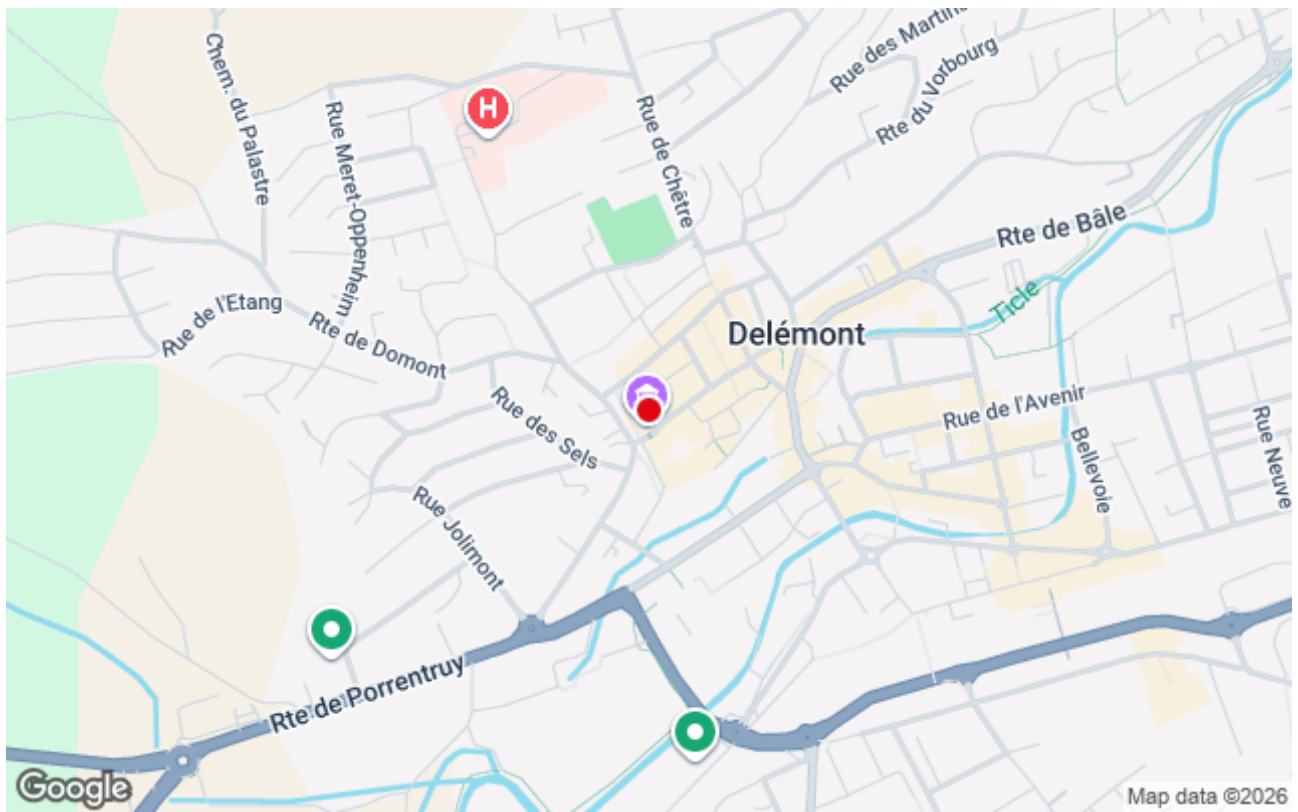 Chem. du Palastre
Rue Meret-Oppenheim
H
Rue de Chêtre
Rue des Martins
Rte du Vorbourg
Rte de Bâle
Ticle
Rue de l'Etang
Rte de Domont
Delémont
Rue des Sels
Rue de l'Avenir
Bellevoie
Rue Neuve
Rue Jolimont
Rte de Porrentruy
Google
Map data ©2026